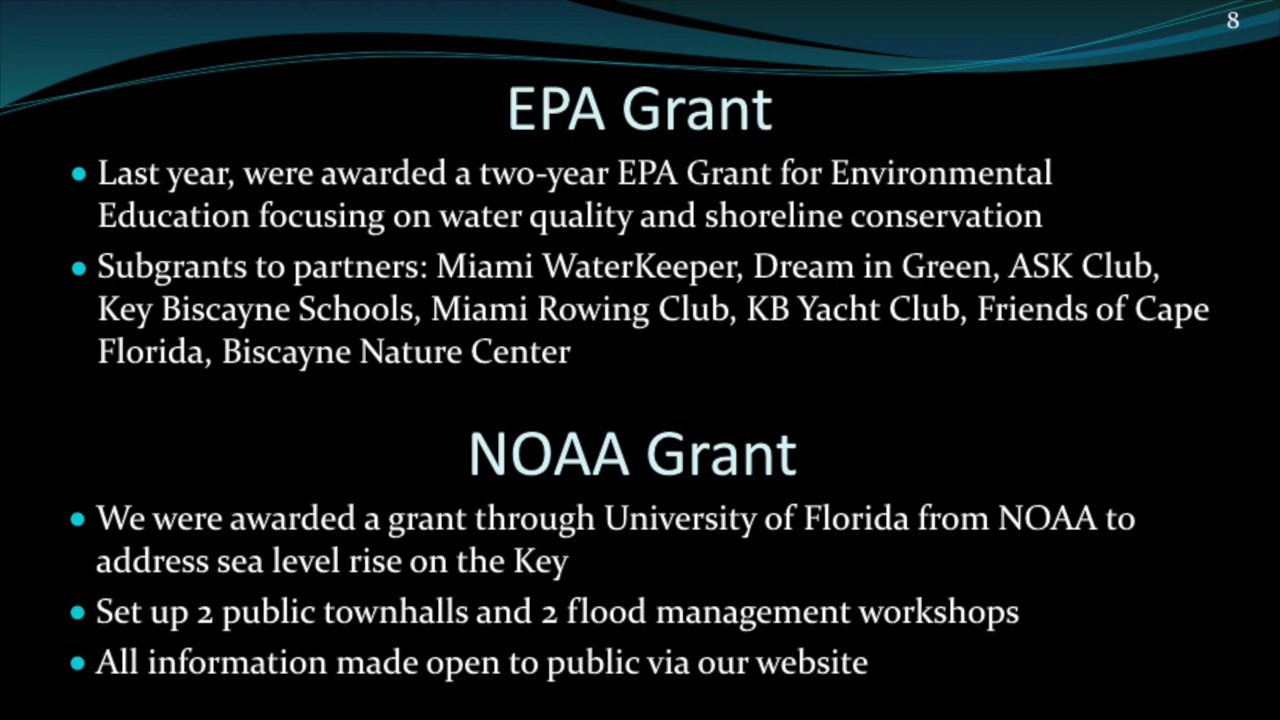 8
EPA Grant
• Last year, were awarded a two-year EPA Grant for Environmental
Education focusing on water quality and shoreline conservation
• Subgrants to partners: Miami WaterKeeper, Dream in Green, ASK Club,
Key Biscayne Schools, Miami Rowing Club, KB Yacht Club, Friends of Cape
Florida, Biscayne Nature Center
NOAA Grant
• We were awarded a grant through University of Florida from NOAA to
address sea level rise on the Key
• Set up 2 public townhalls and 2 flood management workshops
• All information made open to public via our website